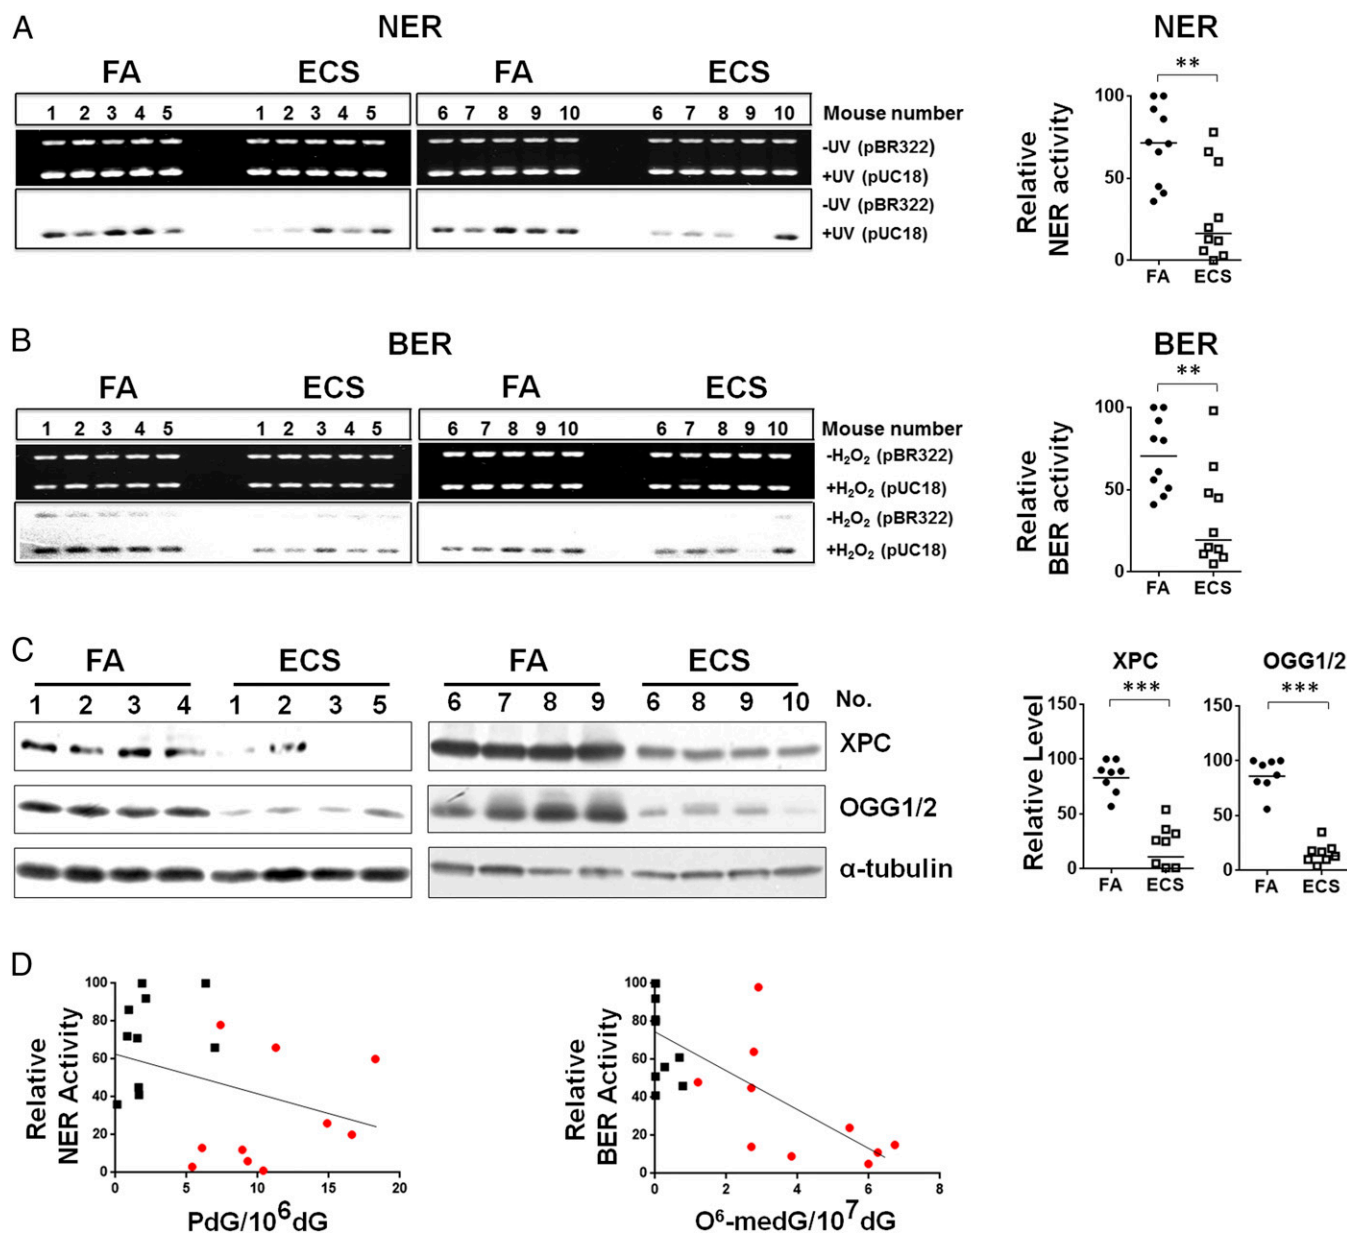 A
NER
NER
FA ECS FA ECS
1 2 3 4 5 1 2 3 4 5 6 7 8 9 10 6 7 8 9 10 Mouse number
-UV (pBR322)
+UV (pUC18)
-UV (pBR322)
+UV (pUC18)
**
Relative
NER activity
100
50
0
FA ECS
B
BER
BER
FA ECS FA ECS
1 2 3 4 5 1 2 3 4 5 6 7 8 9 10 6 7 8 9 10 Mouse number
-H₂O₂ (pBR322)
+H₂O₂ (pUC18)
-H₂O₂ (pBR322)
+H₂O₂ (pUC18)
**
Relative
BER activity
100
50
0
FA ECS
C
FA ECS FA ECS
1 2 3 4 1 2 3 5 6 7 8 9 6 8 9 10 No.
XPC
OGG1/2
α-tubulin
XPC OGG1/2
*** ***
Relative Level
150
100
50
0
FA ECS
150
100
50
0
FA ECS
D
Relative
NER Activity
100
80
60
40
20
0
0 5 10 15 20
PdG/10⁶dG
Relative
BER Activity
100
80
60
40
20
0
0 2 4 6 8
O⁶-medG/10⁷dG